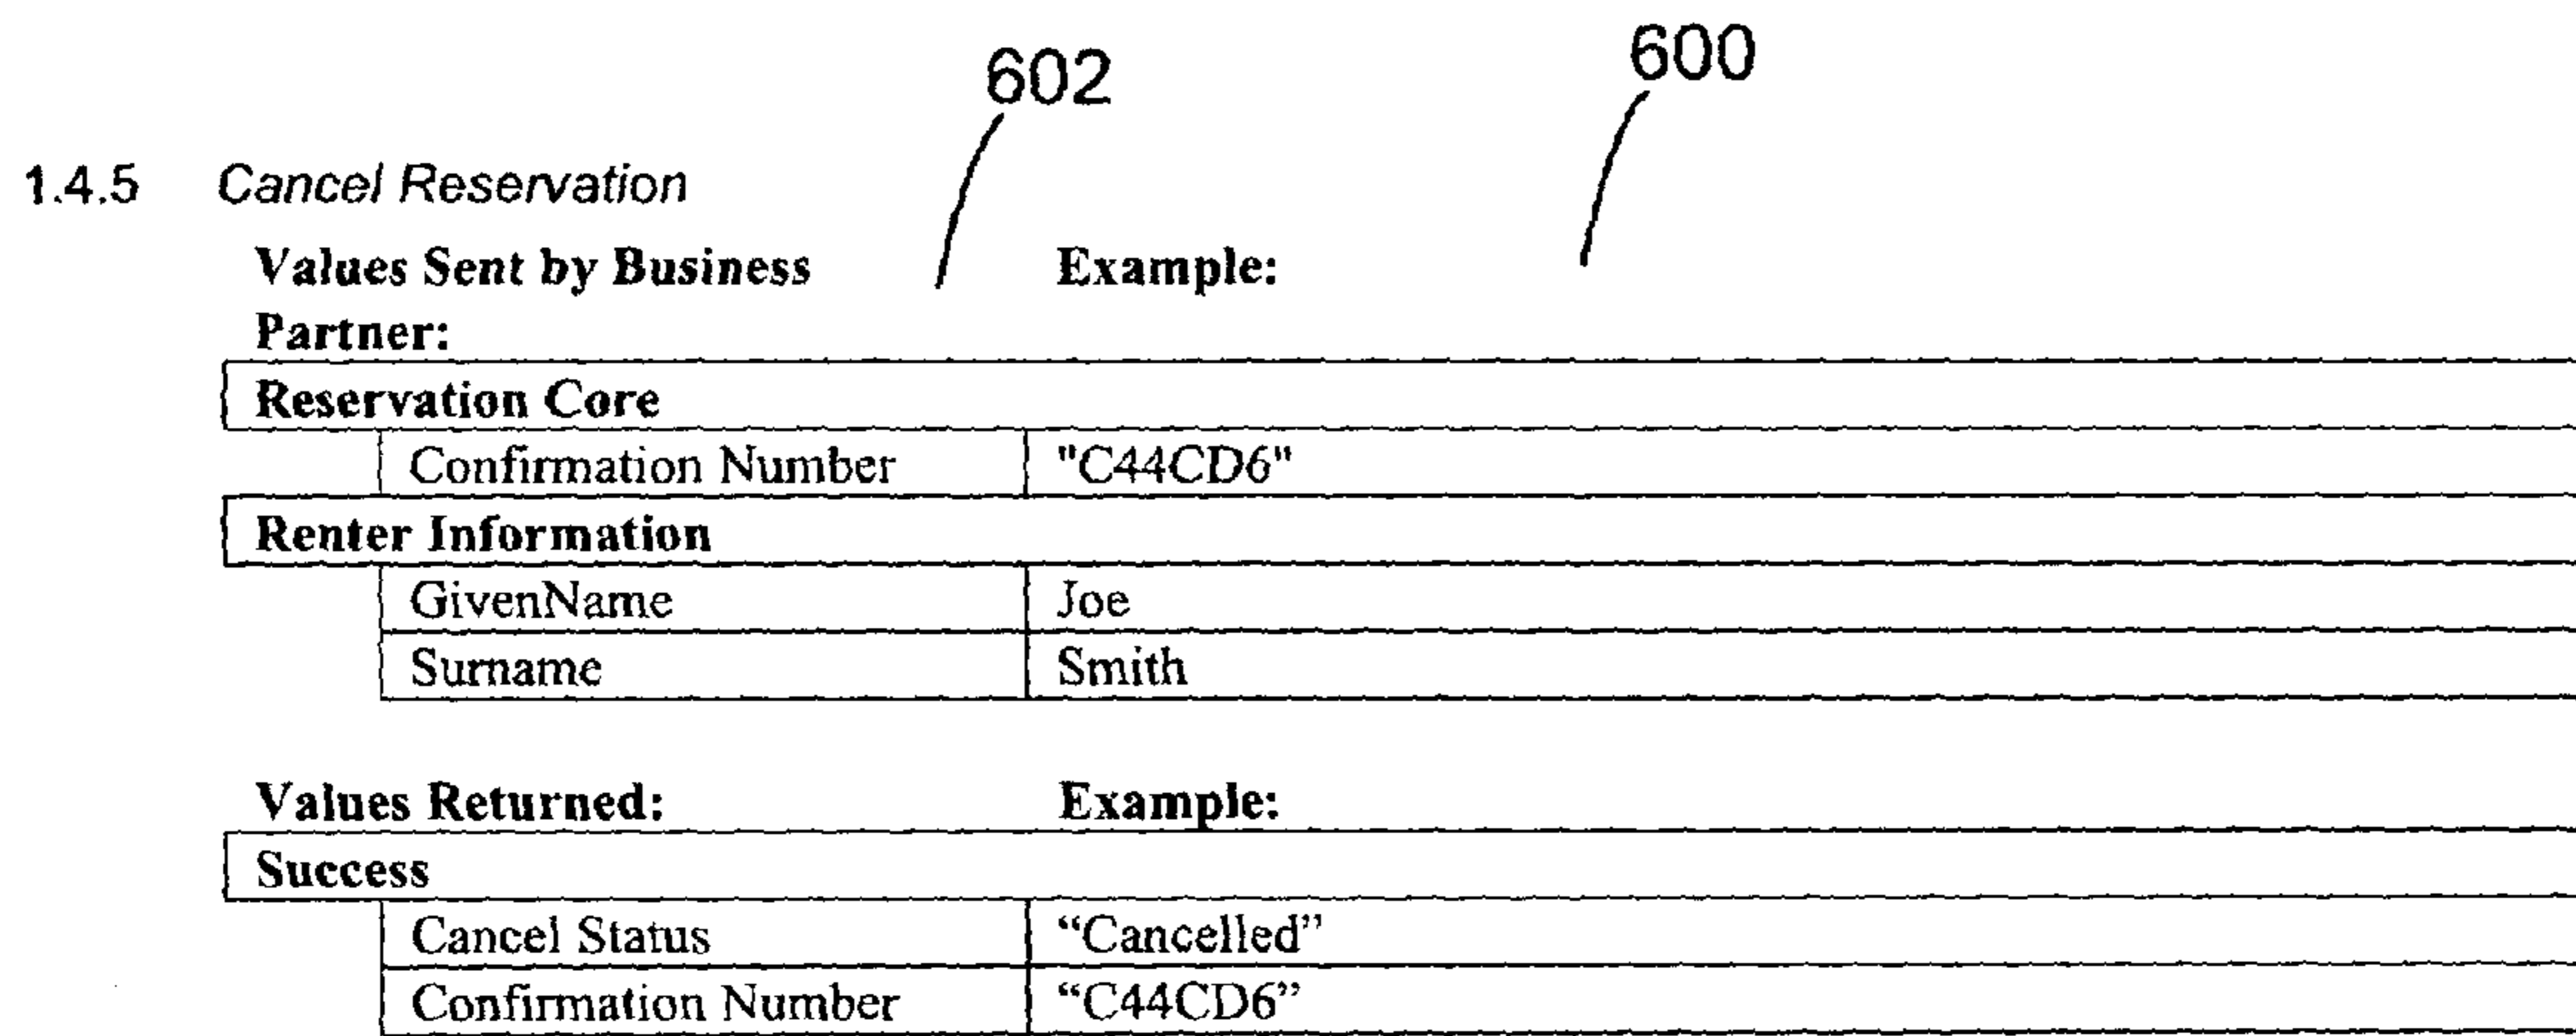 602 600
1.4.5 Cancel Reservation
Values Sent by Business Example:
Partner:
Reservation Core
Confirmation Number "C44CD6"
Renter Information
GivenName Joe
Surname Smith
Values Returned: Example:
Success
Cancel Status “Cancelled”
Confirmation Number “C44CD6”